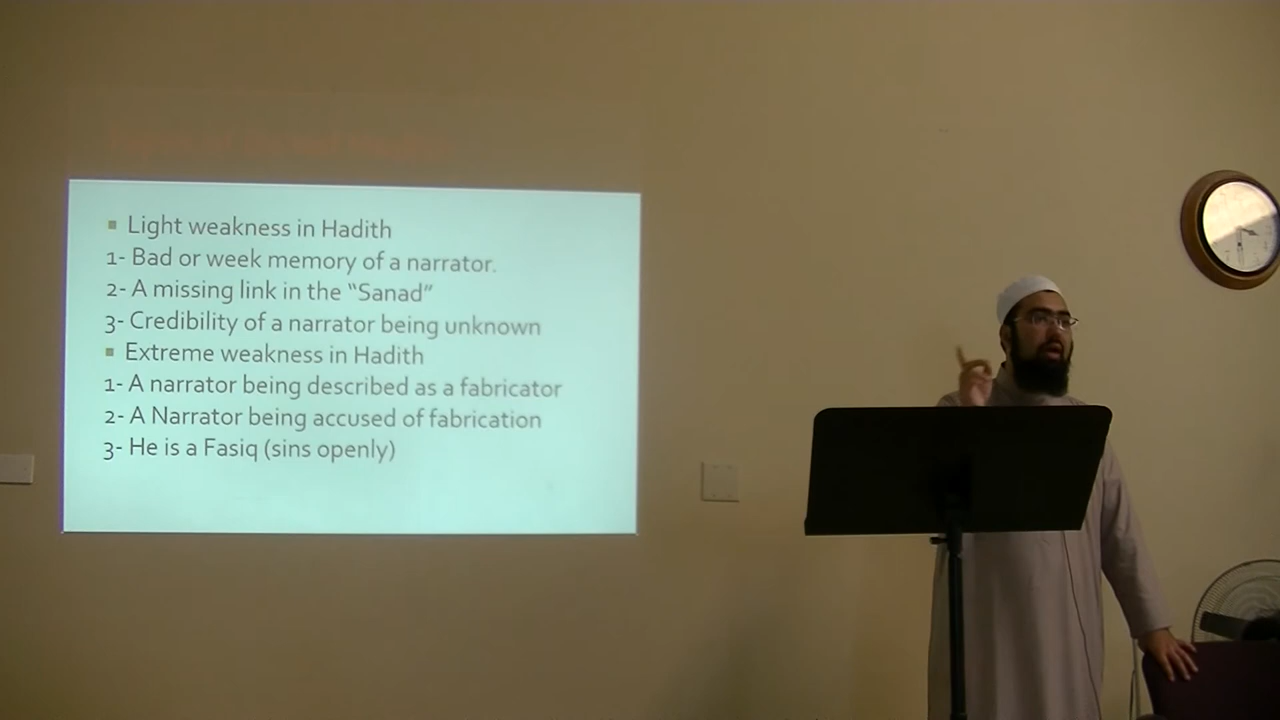 ▪ Light weakness in Hadith
1- Bad or week memory of a narrator.
2- A missing link in the “Sanad”
3- Credibility of a narrator being unknown
▪ Extreme weakness in Hadith
1- A narrator being described as a fabricator
2- A Narrator being accused of fabrication
3- He is a Fasiq (sins openly)